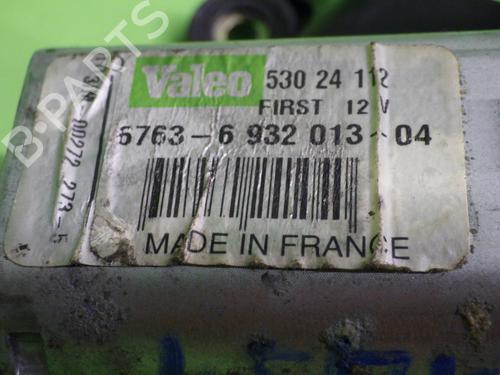 Valeo 530 24 112
FIRST 12 V
6763-6 932 013-04
MADE IN FRANCE
B-PARTS